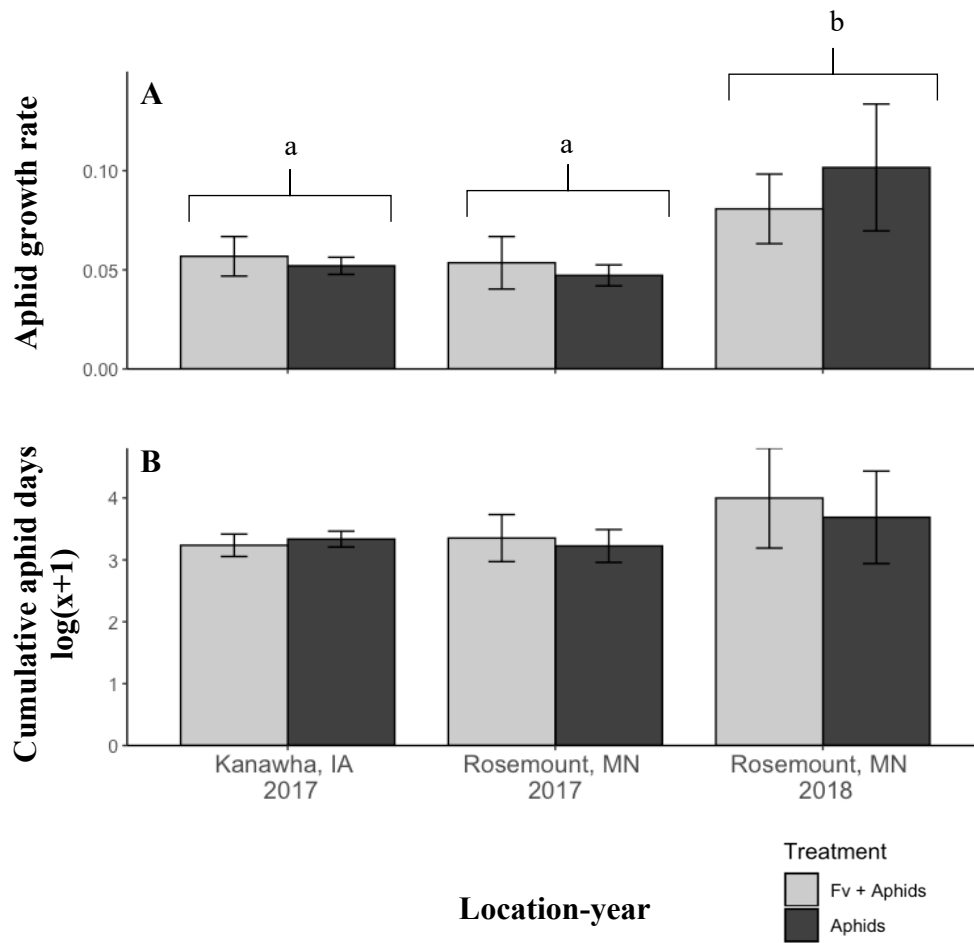 b
A
a
a
Aphid growth rate
0.10
0.05
0.00
B
Cumulative aphid days
log(x+1)
4
3
2
1
0
Kanawha, IA
2017
Rosemount, MN
2017
Rosemount, MN
2018
Treatment
Fv + Aphids
Aphids
Location-year